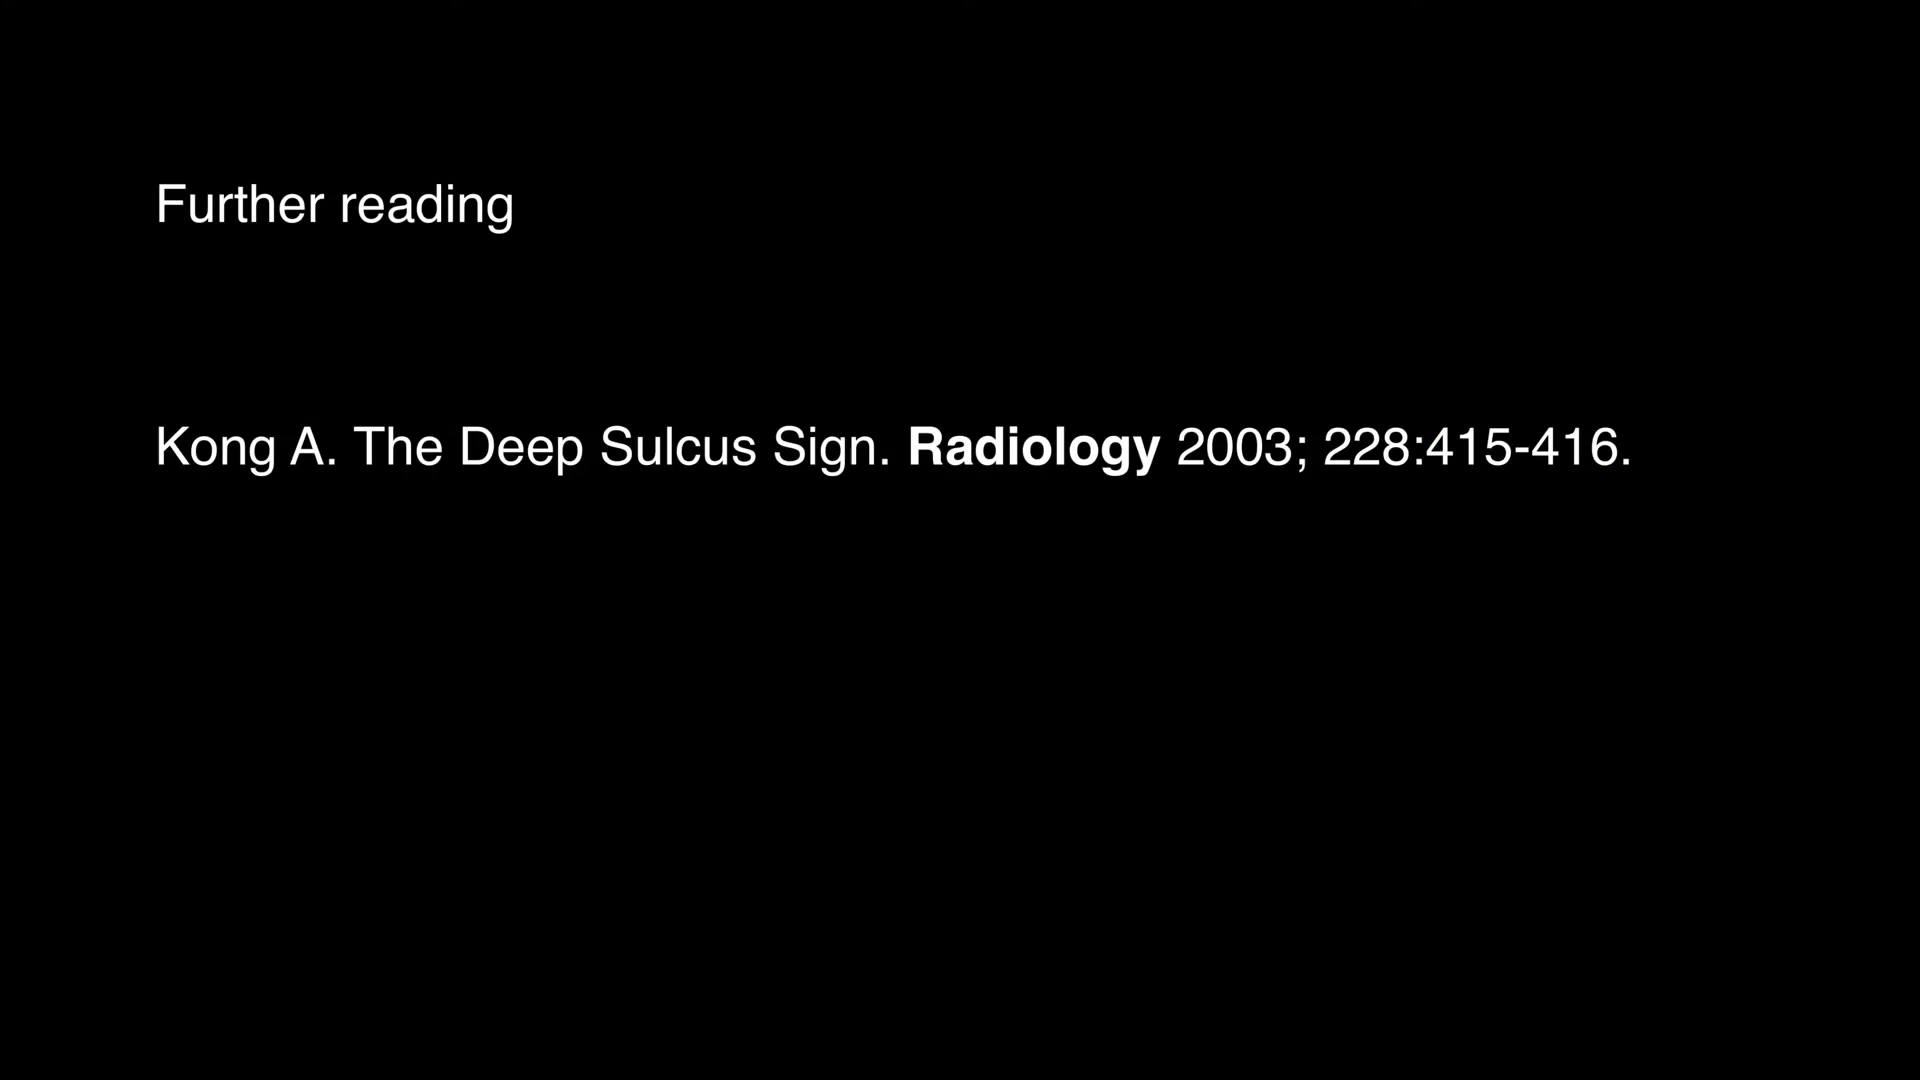 Further reading
Kong A. The Deep Sulcus Sign. Radiology 2003; 228:415-416.